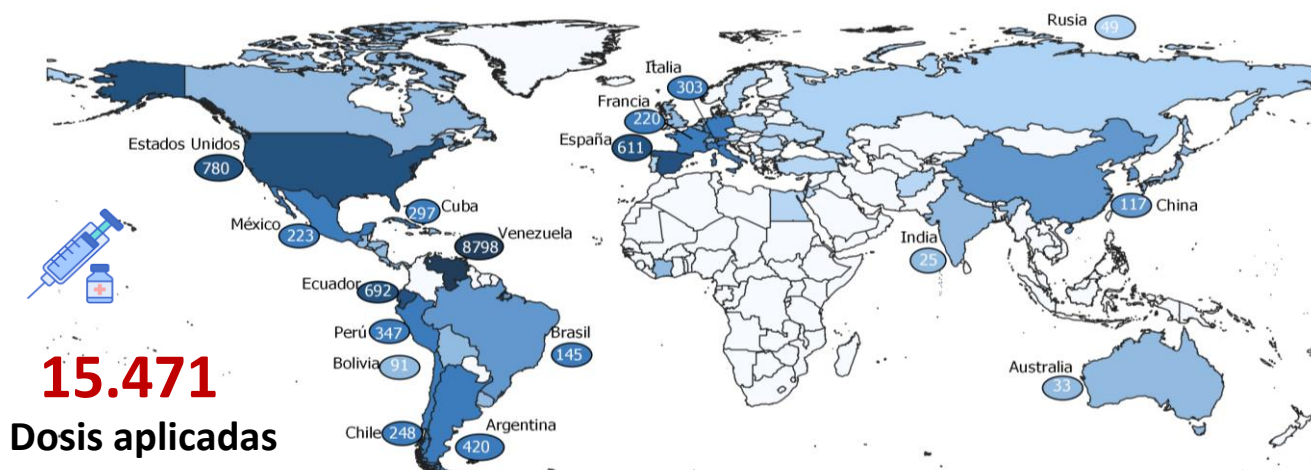 Rusia
49
Italia
303
Francia
220
España
611
Estados Unidos
780
México
223
297 Cuba
Venezuela
8798
Ecuador
692
Perú 347
Bolivia
91
Brasil
145
Chile 248
Argentina
420
117 China
India
25
Australia
33
15.471
Dosis aplicadas